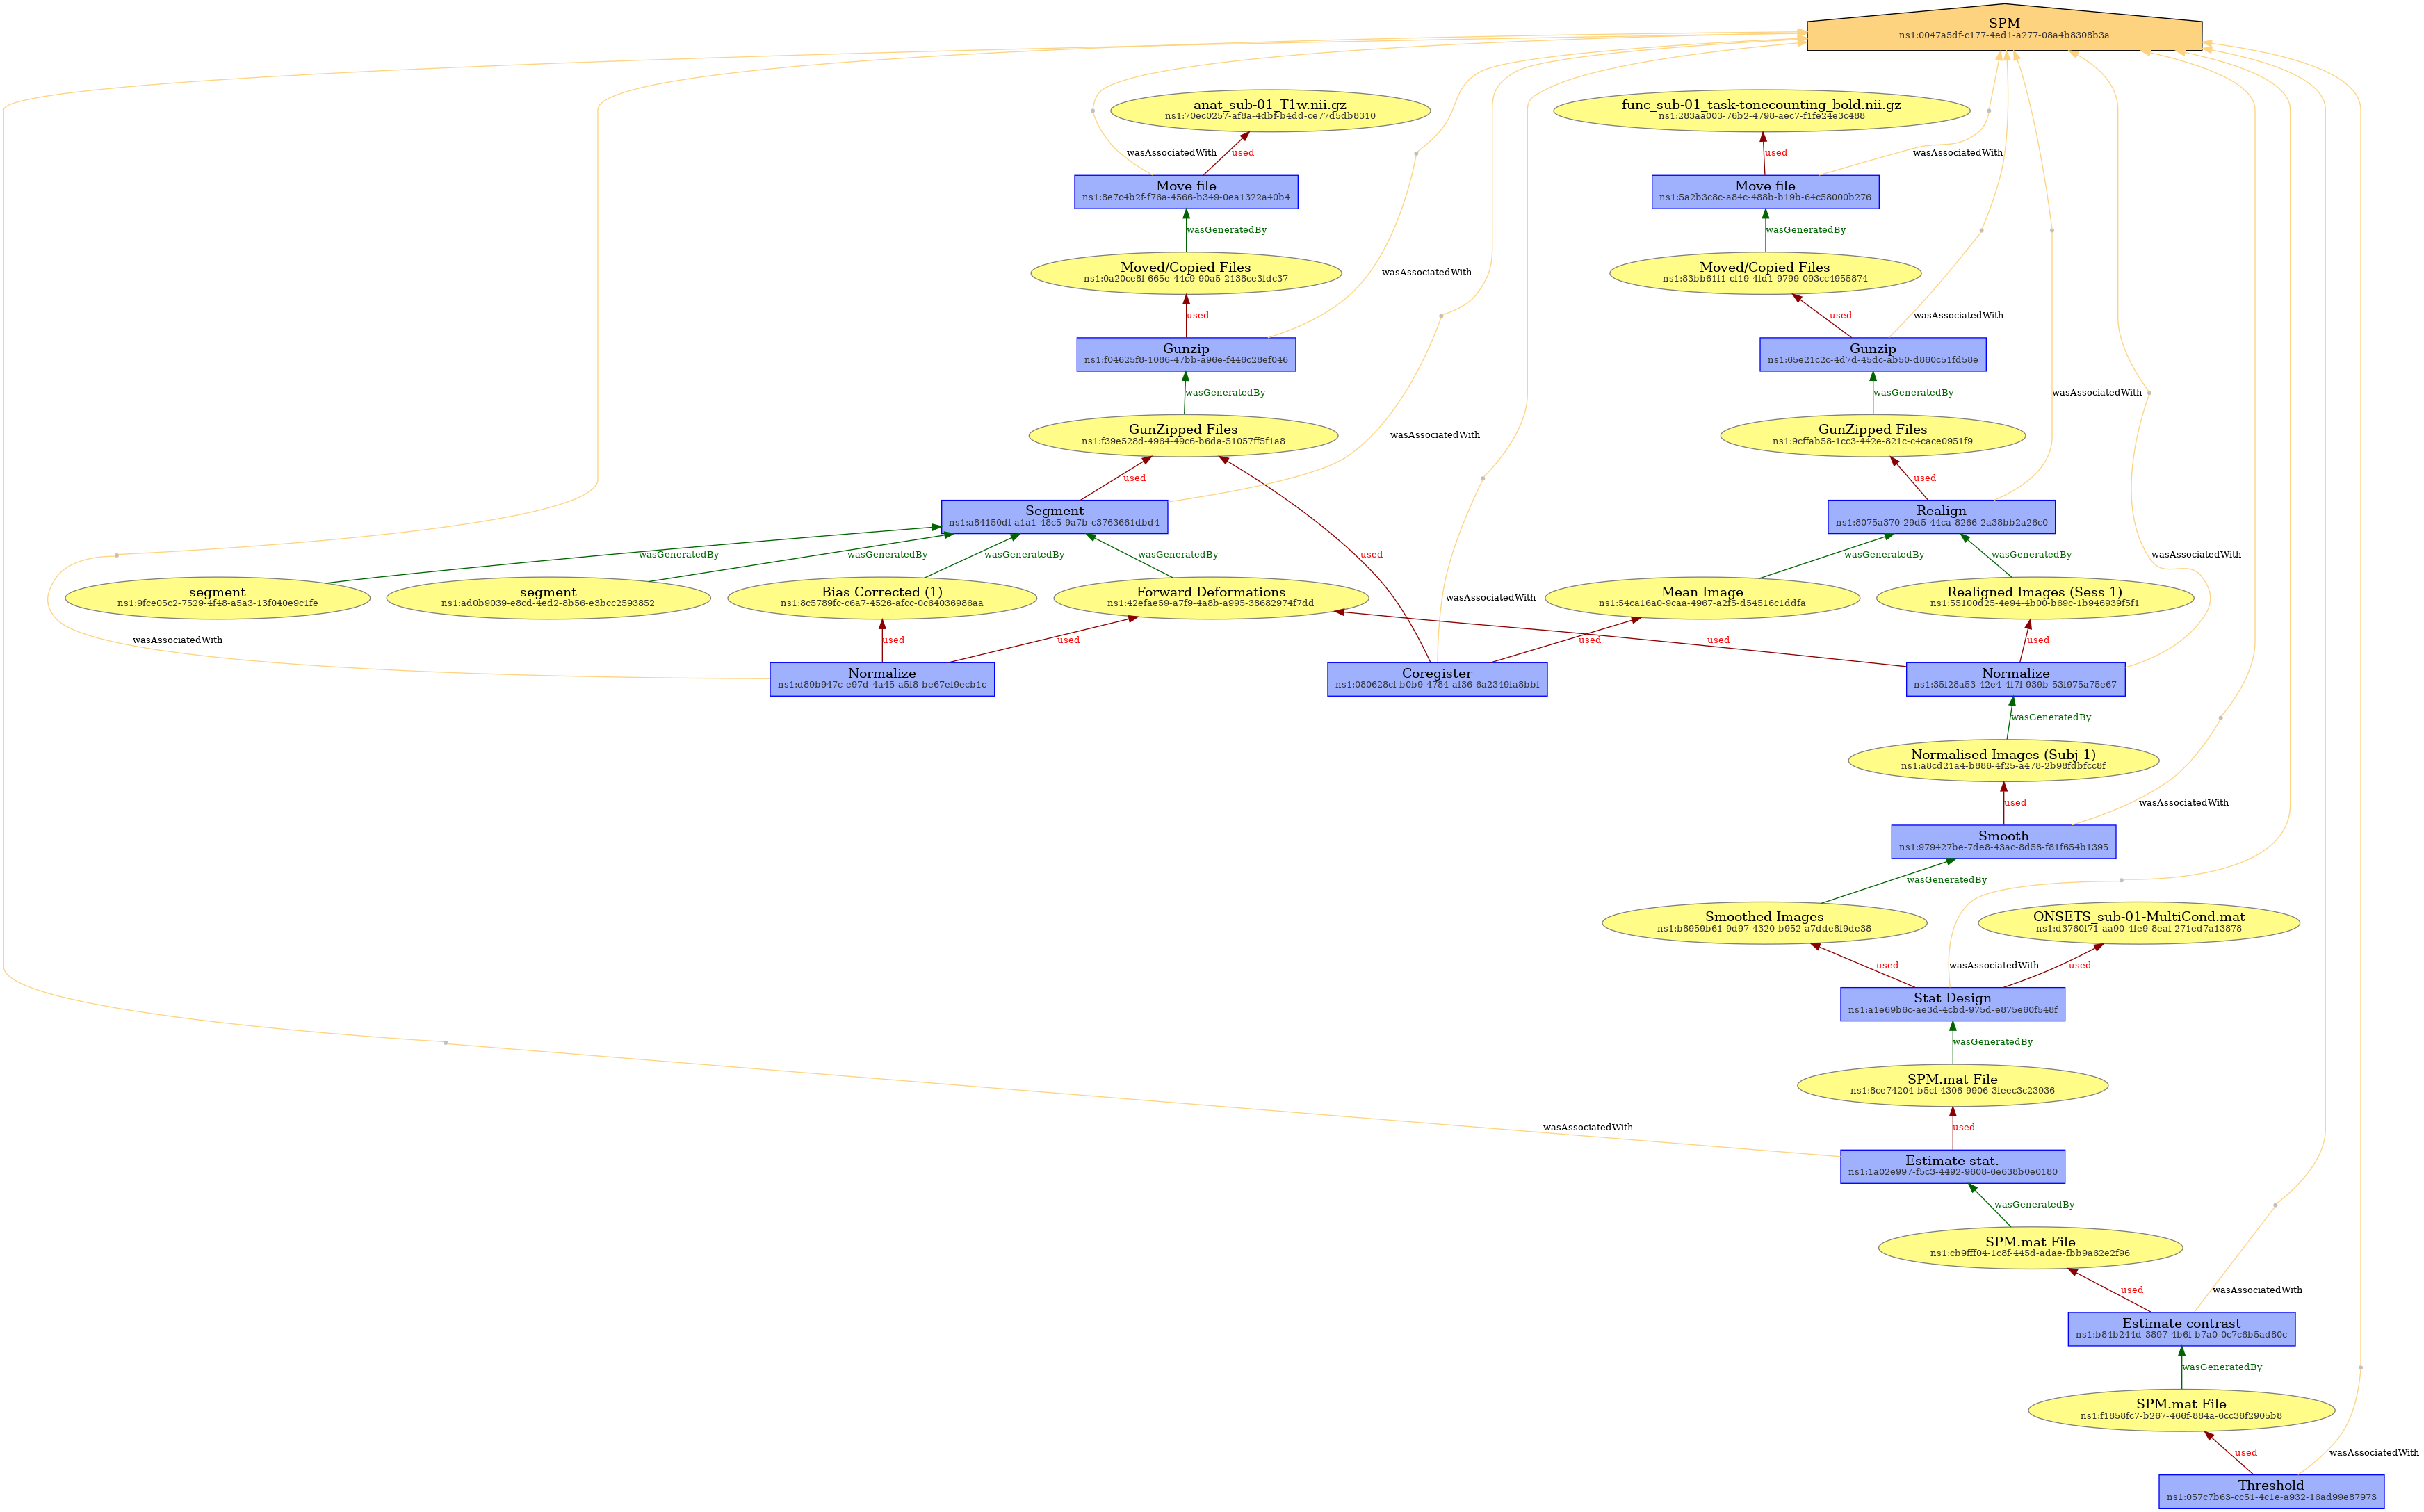 SPM
ns1:0047a5df-c177-4ed1-a277-08a4b8308b3a
anat_sub-01_T1w.nii.gz
ns1:70ec0257-af8a-4dbf-b4dd-ce77d5db8310
func_sub-01_task-tonecounting_bold.nii.gz
ns1:283aa003-76b2-4798-aec7-f1fe24e3c488
wasAssociatedWith
used
used
wasAssociatedWith
Move file
ns1:8e7c4b2f-f76a-4566-b349-0ea1322a40b4
Move file
ns1:5a2b3c8c-a84c-488b-b19b-64c58000b276
wasGeneratedBy
wasGeneratedBy
Moved/Copied Files
ns1:0a20ce8f-665e-44c9-90a5-2138ce3fdc37
wasAssociatedWith
Moved/Copied Files
ns1:83bb61f1-cf19-4fd1-9799-093cc4955874
used
used
wasAssociatedWith
Gunzip
ns1:f04625f8-1086-47bb-a96e-f446c28ef046
Gunzip
ns1:65e21c2c-4d7d-45dc-ab50-d860c51fd58e
wasGeneratedBy
wasGeneratedBy
wasAssociatedWith
GunZipped Files
ns1:f39e528d-4964-49c6-b6da-51057ff5f1a8
wasAssociatedWith
GunZipped Files
ns1:9cffab58-1cc3-442e-821c-c4cace0951f9
used
used
Segment
ns1:a84150df-a1a1-48c5-9a7b-c3763661dbd4
Realign
ns1:8075a370-29d5-44ca-8266-2a38bb2a26c0
wasGeneratedBy
wasGeneratedBy
wasGeneratedBy
wasGeneratedBy
used
wasGeneratedBy
wasGeneratedBy
wasAssociatedWith
segment
ns1:9fce05c2-7529-4f48-a5a3-13f040e9c1fe
segment
ns1:ad0b9039-e8cd-4ed2-8b56-e3bcc2593852
Bias Corrected (1)
ns1:8c5789fc-c6a7-4526-afcc-0c64036986aa
Forward Deformations
ns1:42efae59-a7f9-4a8b-a995-38682974f7dd
wasAssociatedWith
Mean Image
ns1:54ca16a0-9caa-4967-a2f5-d54516c1ddfa
Realigned Images (Sess 1)
ns1:55100d25-4e94-4b00-b69c-1b946939f5f1
wasAssociatedWith
used
used
used
used
used
Normalize
ns1:d89b947c-e97d-4a45-a5f8-be67ef9ecb1c
Coregister
ns1:080628cf-b0b9-4784-af36-6a2349fa8bbf
Normalize
ns1:35f28a53-42e4-4f7f-939b-53f975a75e67
wasGeneratedBy
Normalised Images (Subj 1)
ns1:a8cd21a4-b886-4f25-a478-2b98fdbfcc8f
used
wasAssociatedWith
Smooth
ns1:979427be-7de8-43ac-8d58-f81f654b1395
wasGeneratedBy
Smoothed Images
ns1:b8959b61-9d97-4320-b952-a7dde8f9de38
ONSETS_sub-01-MultiCond.mat
ns1:d3760f71-aa90-4fe9-8eaf-271ed7a13878
used
wasAssociatedWith
used
Stat Design
ns1:a1e69b6c-ae3d-4cbd-975d-e875e60f548f
wasGeneratedBy
SPM.mat File
ns1:8ce74204-b5cf-4306-9906-3feec3c23936
wasAssociatedWith
used
Estimate stat.
ns1:1a02e997-f5c3-4492-9608-6e638b0e0180
wasGeneratedBy
SPM.mat File
ns1:cb9fff04-1c8f-445d-adae-fbb9a62e2f96
used
wasAssociatedWith
Estimate contrast
ns1:b84b244d-3897-4b6f-b7a0-0c7c6b5ad80c
wasGeneratedBy
SPM.mat File
ns1:f1858fc7-b267-466f-884a-6cc36f2905b8
used
wasAssociatedWith
Threshold
ns1:057c7b63-cc51-4c1e-a932-16ad99e87973